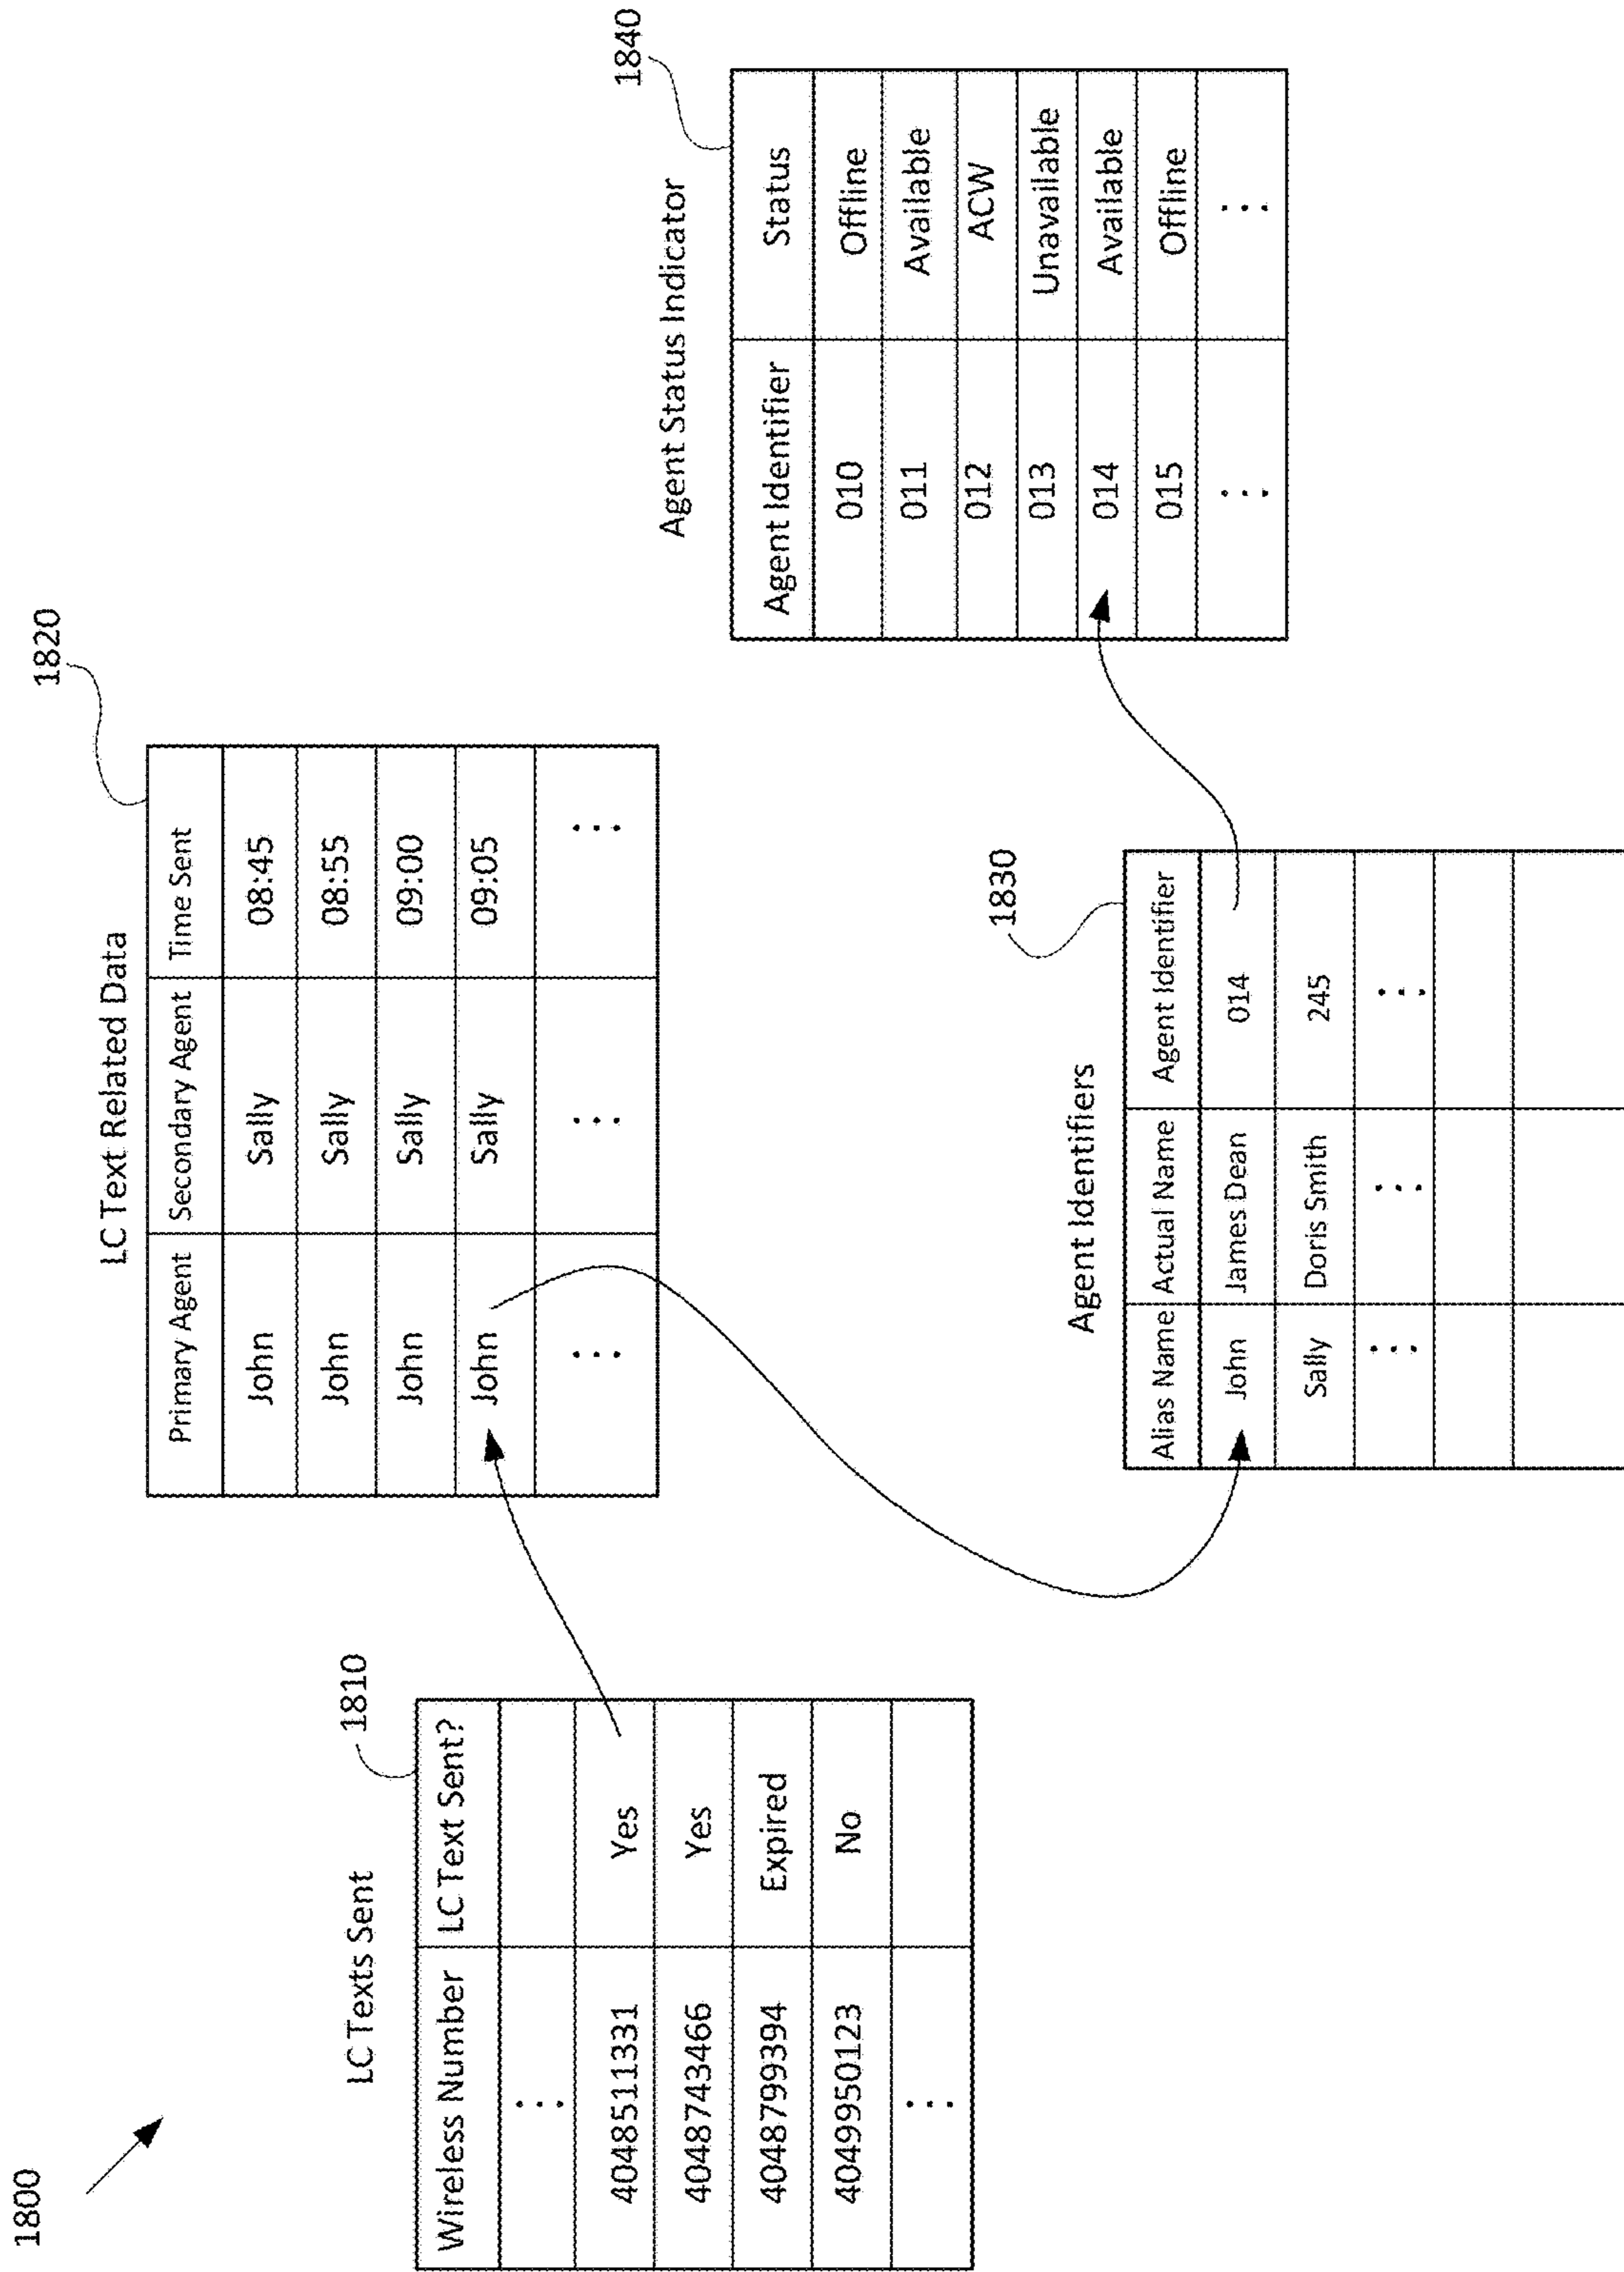 1800
LC Texts Sent
1810
Wireless Number LC Text Sent?
⋮
4048511331 Yes
4048743466 Yes
4048799394 Expired
4049950123 No
⋮
LC Text Related Data
1820
Primary Agent Secondary Agent Time Sent
John Sally 08:45
John Sally 08:55
John Sally 09:00
John Sally 09:05
⋮ ⋮ ⋮
Agent Identifiers
1830
Alias Name Actual Name Agent Identifier
John James Dean 014
Sally Doris Smith 245
⋮ ⋮ ⋮
Agent Status Indicator
1840
Agent Identifier Status
010 Offline
011 Available
012 ACW
013 Unavailable
014 Available
015 Offline
⋮ ⋮